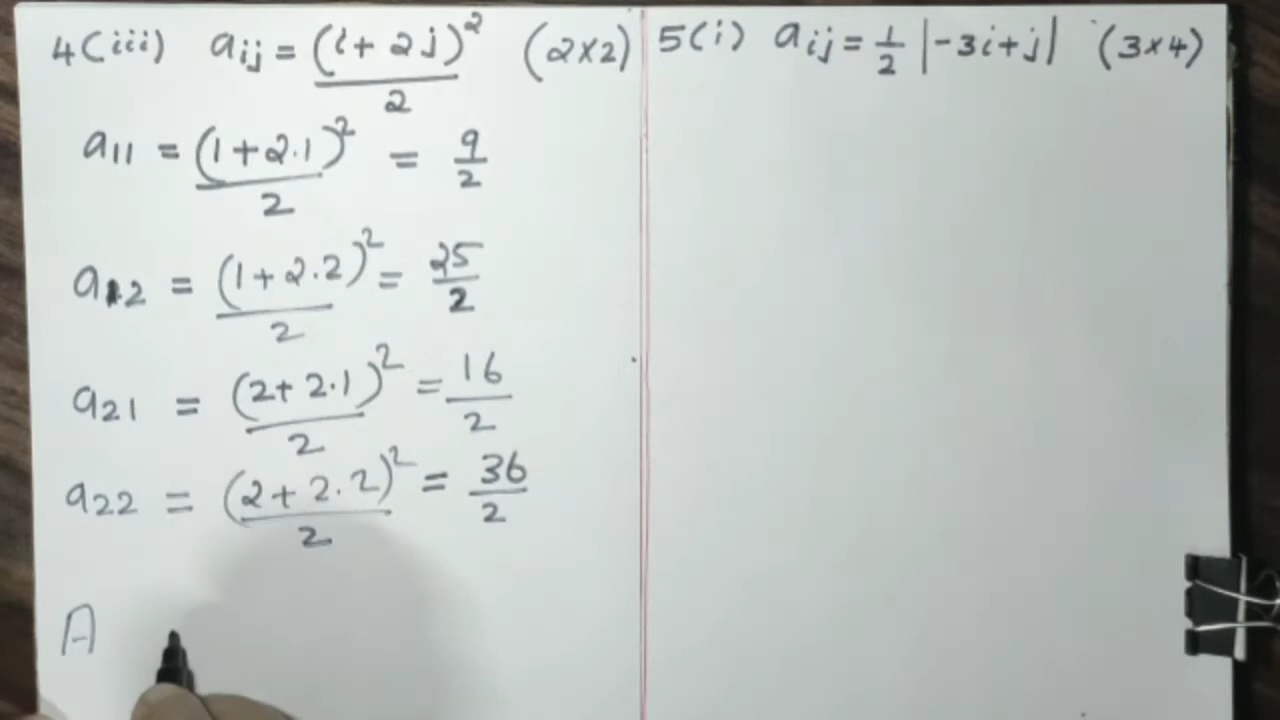 4(iii) aij = (i + 2j)² / 2 (2×2)
a11 = (1+2·1)² / 2 = 9/2
a12 = (1+2·2)² / 2 = 25/2
a21 = (2+2·1)² / 2 = 16/2
a22 = (2+2·2)² / 2 = 36/2
A
5(i) aij = 1/2 |-3i+j| (3×4)